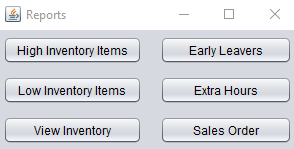 Reports
High Inventory Items
Early Leavers
Low Inventory Items
Extra Hours
View Inventory
Sales Order